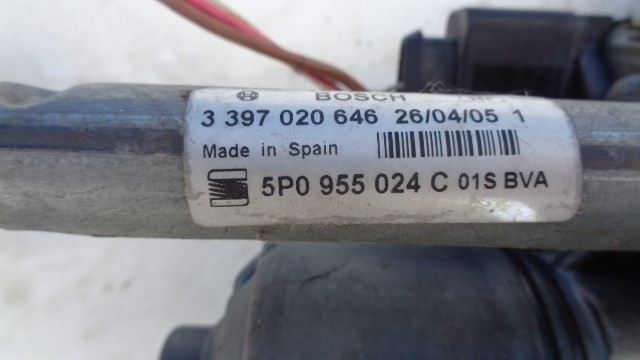 BOSCH
3 397 020 646 26/04/05 1
Made in Spain
5P0 955 024 C 01S BVA